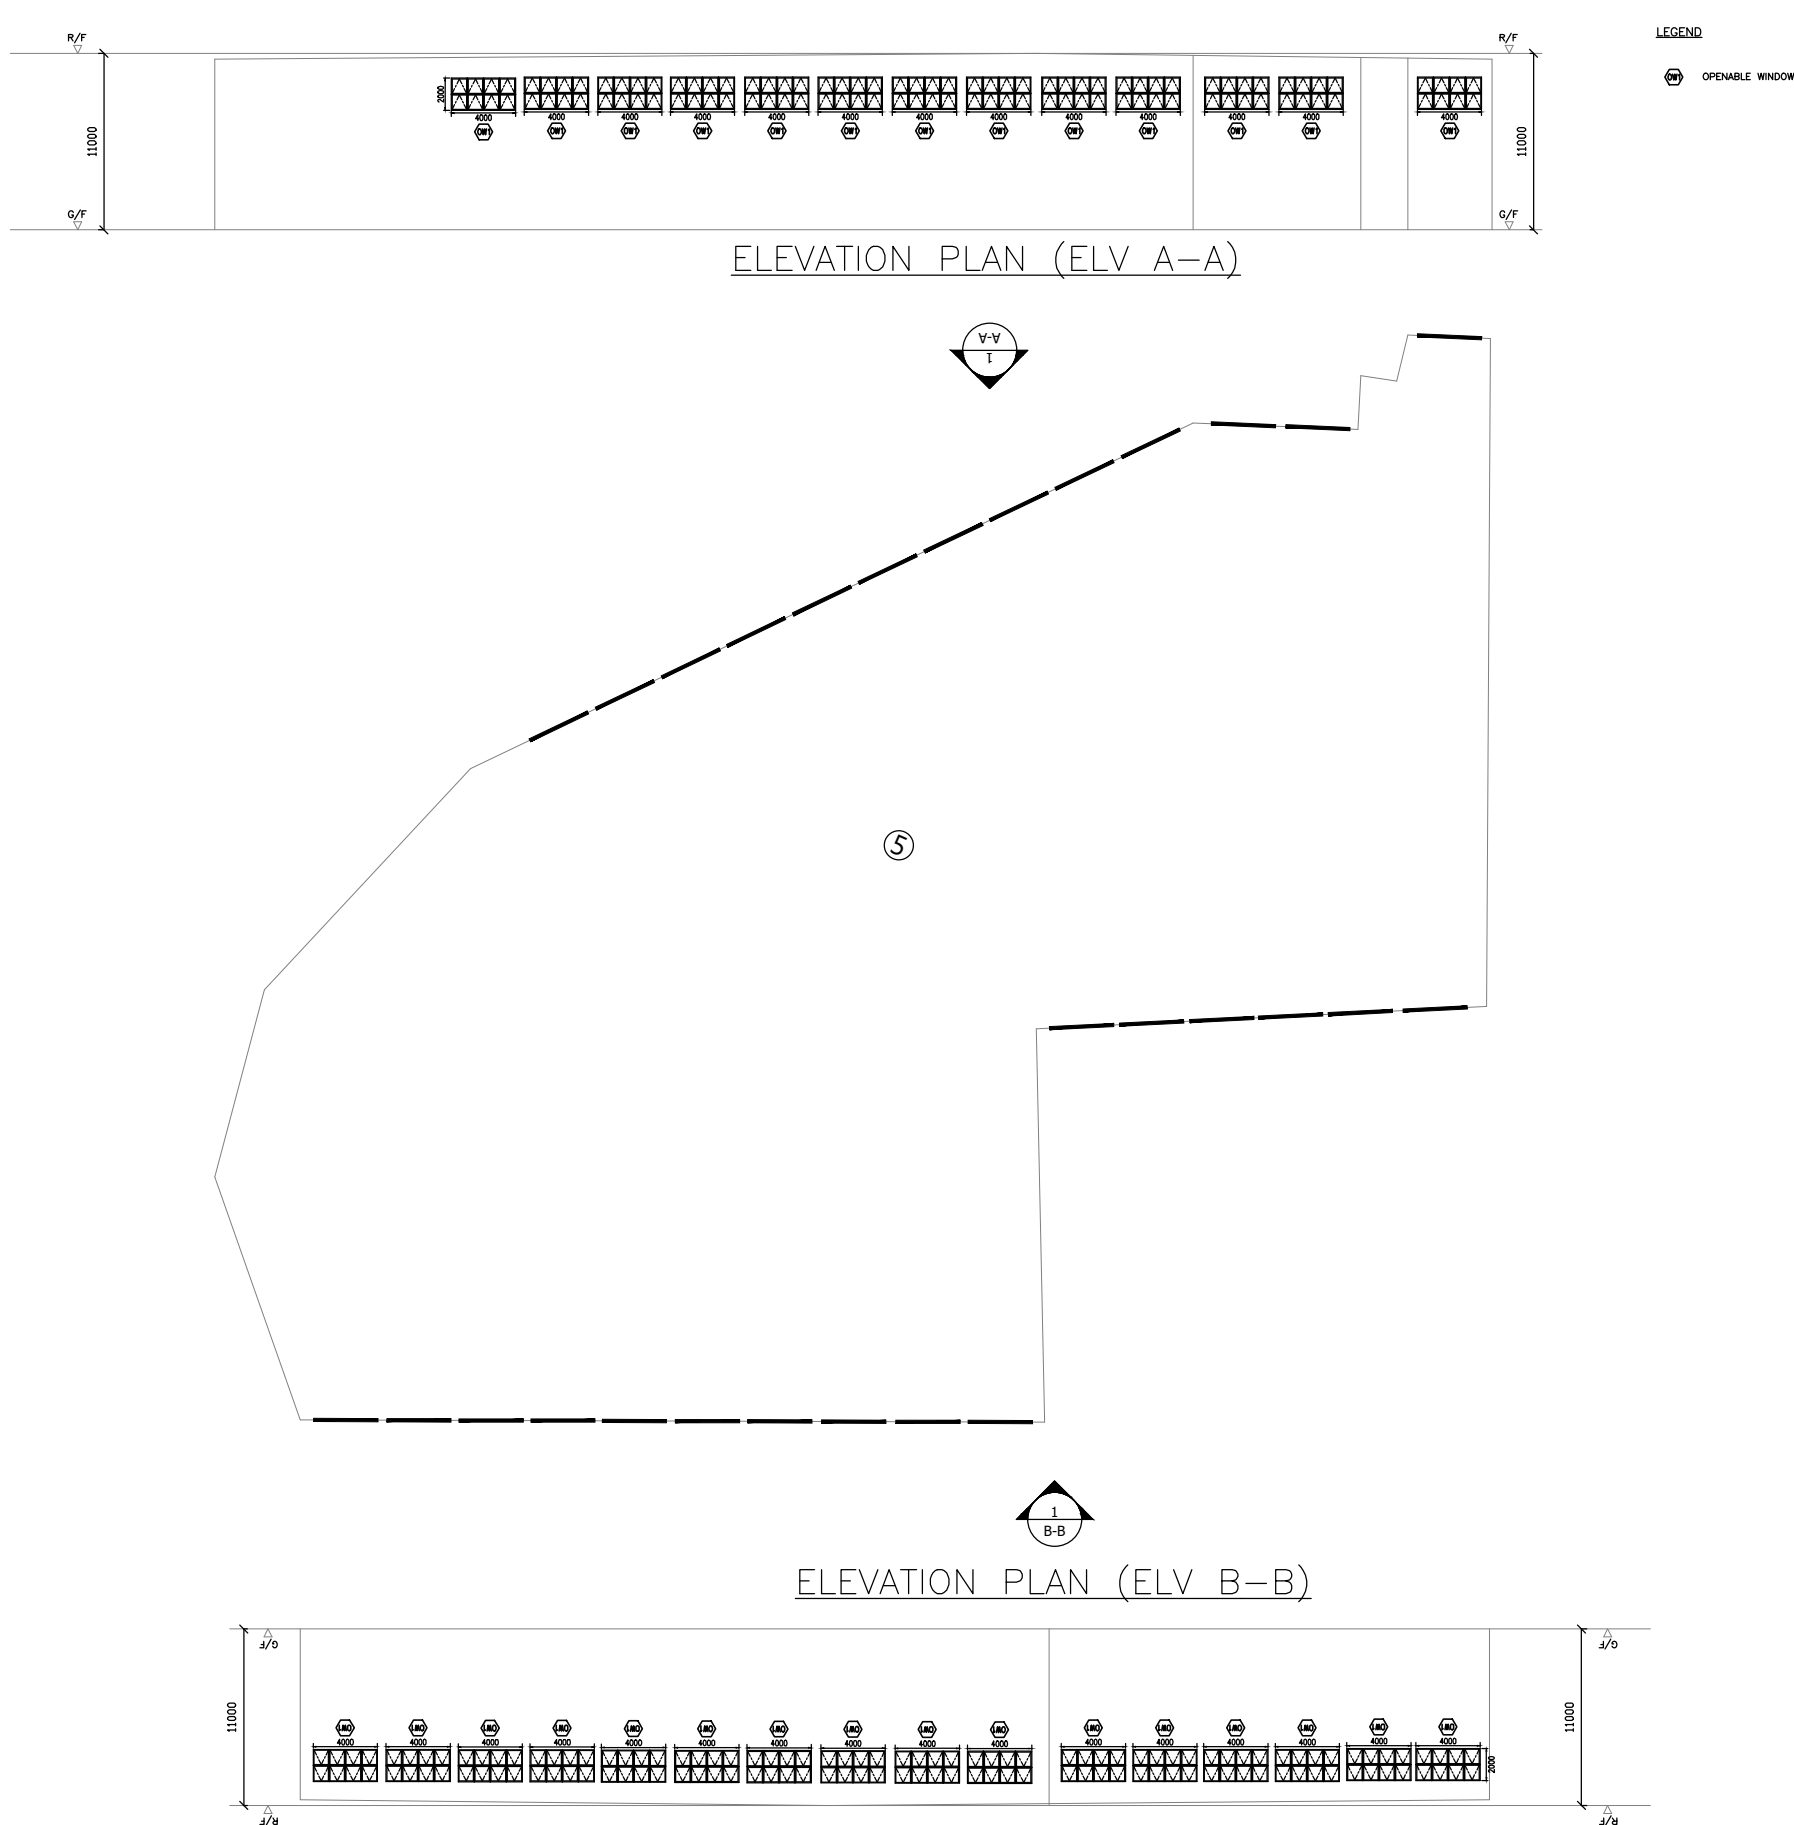 R/F
R/F
LEGEND
OW1 OPENABLE WINDOW
2000
11000
11000
4000 4000 4000 4000 4000 4000 4000 4000 4000 4000 4000 4000 4000
OW1 OW1 OW1 OW1 OW1 OW1 OW1 OW1 OW1 OW1 OW1 OW1 OW1
G/F
G/F
ELEVATION PLAN (ELV A-A)
A-A
1
5
1
B-B
ELEVATION PLAN (ELV B-B)
G/F
G/F
11000
11000
OW1 OW1 OW1 OW1 OW1 OW1 OW1 OW1 OW1 OW1 OW1 OW1 OW1 OW1 OW1 OW1
4000 4000 4000 4000 4000 4000 4000 4000 4000 4000 4000 4000 4000 4000 4000 4000
2000
R/F
R/F